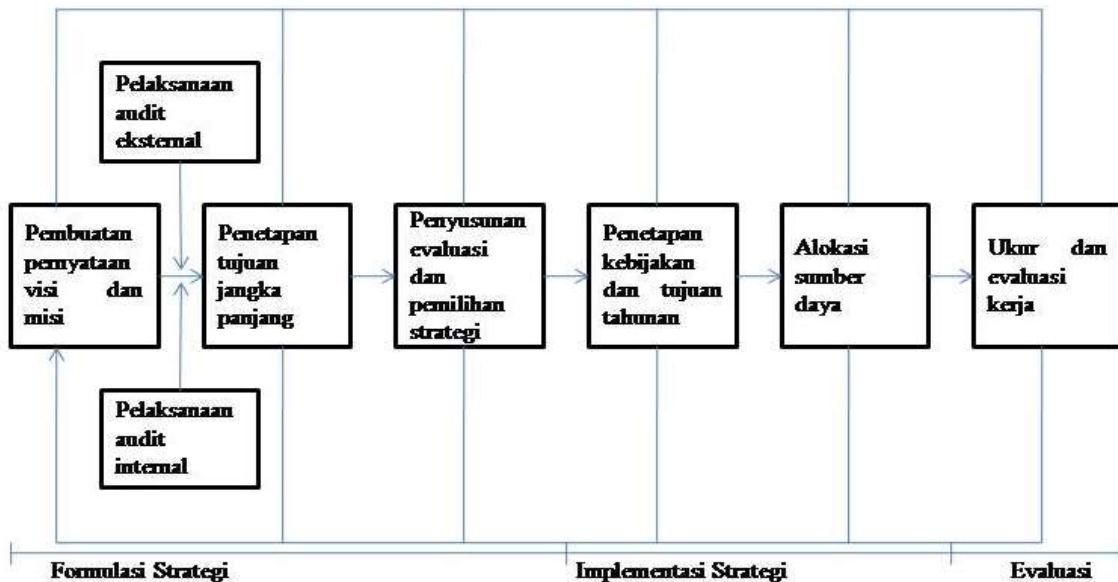 Pelaksanaan
audit
eksternal
Pembuatan
pernyataan
visi dan
misi
Penetapan
tujuan
jangka
panjang
Penyusunan
evaluasi
dan
pemilihan
strategi
Penetapan
kebijakan
dan tujuan
tahunan
Alokasi
sumber
daya
Ukur dan
evaluasi
kerja
Pelaksanaan
audit
internal
Formulasi Strategi
Implementasi Strategi
Evaluasi